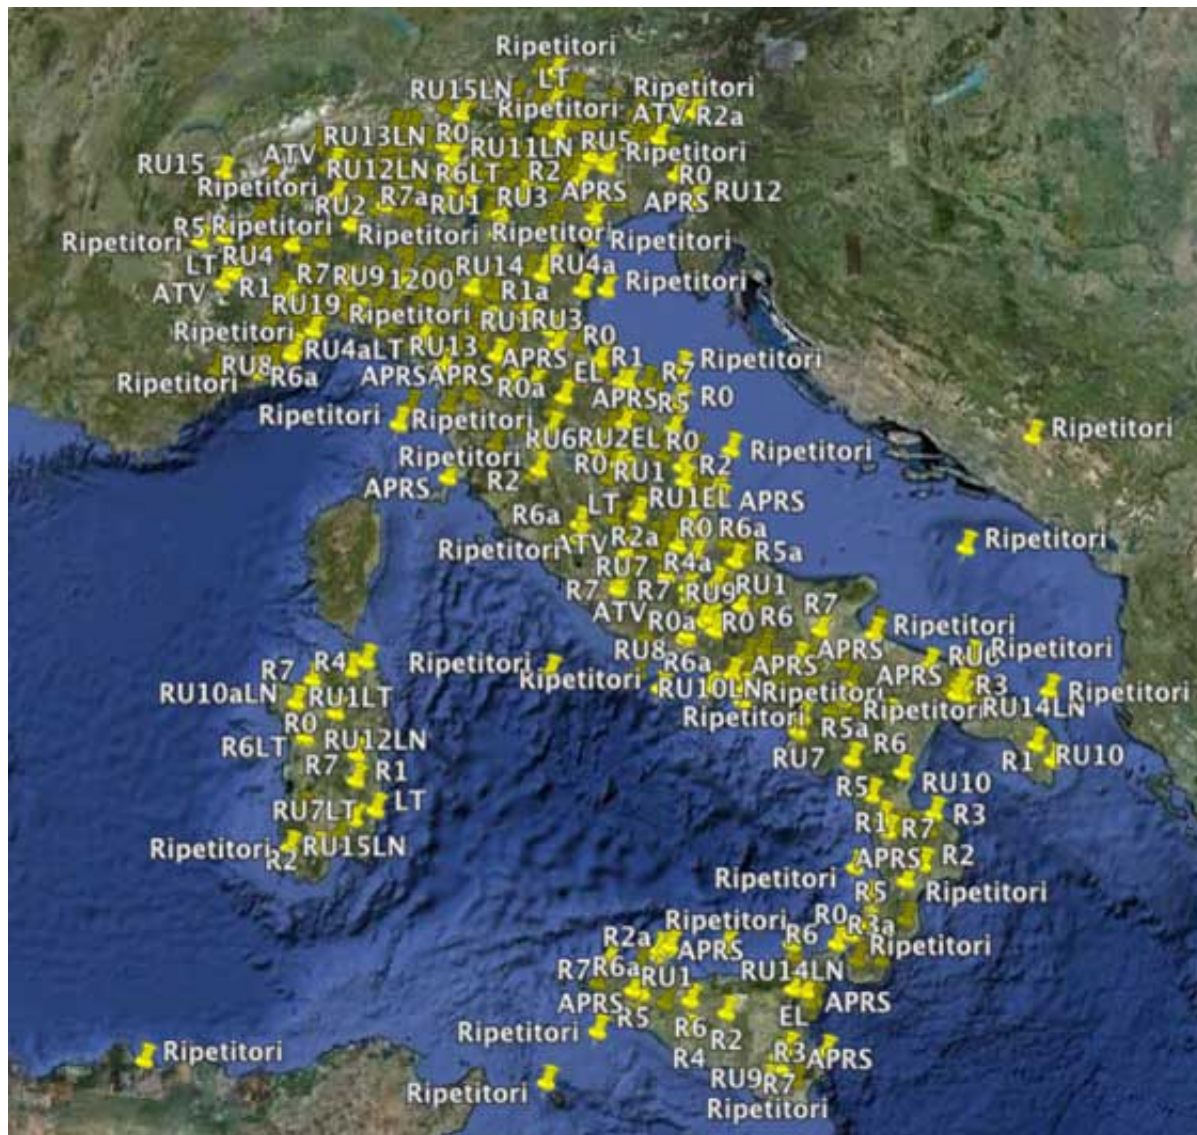 Ripetitori
LT
RU15LN
Ripetitori
Ripetitori
ATV
R2a
RU13LN
R0
RU11LN
RU5
Ripetitori
ATV
RU15
RU12LN
R6LT
R2
R0
Ripetitori
APRS
RU12
RU2
R7a
RU1
RU3
APRS
R5
Ripetitori
Ripetitori
Ripetitori
Ripetitori
Ripetitori
LT
RU4
R7
RU9
1200
RU14
RU4a
Ripetitori
ATV
R1
R1a
RU19
Ripetitori
RU1
RU3
R0
Ripetitori
RU4aLT
RU13
APRS
R1
Ripetitori
RU8
R6a
APRS
APRS
R0a
EL
R7
Ripetitori
APRS
R5
R0
Ripetitori
Ripetitori
RU6
RU2EL
R0
Ripetitori
Ripetitori
Ripetitori
R0
RU1
R2
APRS
R2
LT
RU1EL
APRS
R6a
R0
R6a
Ripetitori
ATV
R2a
R5a
Ripetitori
RU7
R4a
R7
R7
RU9
RU1
ATV
R0a
R0
R6
R7
Ripetitori
RU8
R6a
APRS
APRS
Ripetitori
R7
R4
Ripetitori
Ripetitori
APRS
R3
RU10aLN
RU1LT
RU10LN
Ripetitori
Ripetitori
RU14LN
Ripetitori
R0
Ripetitori
R5a
R6LT
RU12LN
R6
R7
R1
RU7
R1
RU10
R5
RU10
RU7LT
LT
R1
R7
R3
Ripetitori
R2
RU15LN
APRS
R2
Ripetitori
R5
Ripetitori
Ripetitori
R0
R3a
R2a
APRS
R6
Ripetitori
R7
R6a
RU1
RU14LN
APRS
R5
APRS
EL
Ripetitori
R6
R2
Ripetitori
R4
R3
APRS
RU9
R7
Ripetitori
Ripetitori